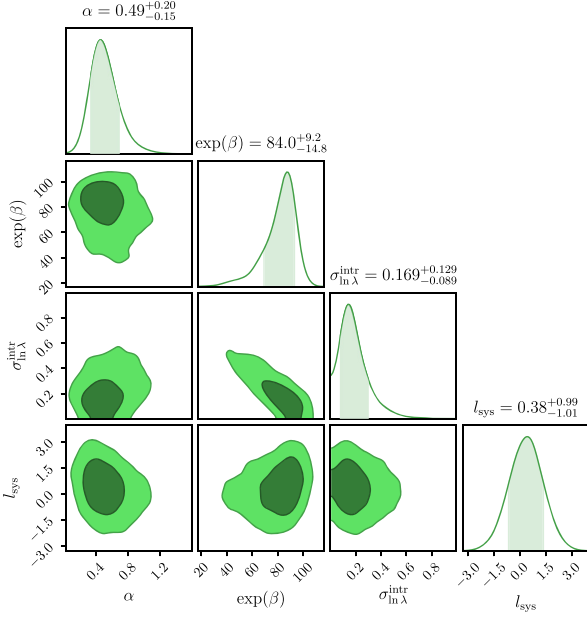 α = 0.49^{+0.20}_{-0.15}
exp(β) = 84.0^{+9.2}_{-14.8}
100
80
60
40
20
exp(β)
σ^{intr}_{ln λ} = 0.169^{+0.129}_{-0.089}
0.8
0.6
0.4
0.2
σ^{intr}_{ln λ}
l_{sys} = 0.38^{+0.99}_{-1.01}
3.0
1.5
0.0
−1.5
−3.0
l_{sys}
0.4 0.8 1.2
20 40 60 80 100
0.2 0.4 0.6 0.8
−3.0 −1.5 0.0 1.5 3.0
α
exp(β)
σ^{intr}_{ln λ}
l_{sys}